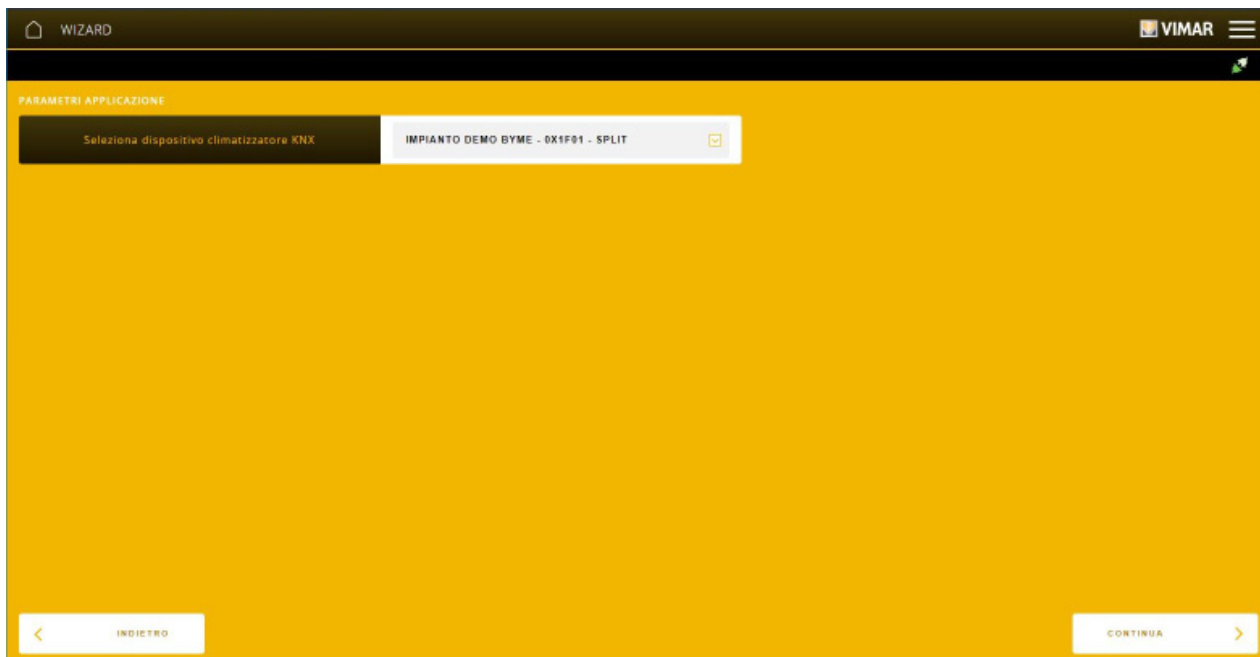 WIZARD
VIMAR
PARAMETRI APPLICAZIONE
Seleziona dispositivo climatizzatore KNX
IMPIANTO DEMO BYME - 0X1F01 - SPLIT
INDIETRO
CONTINUA